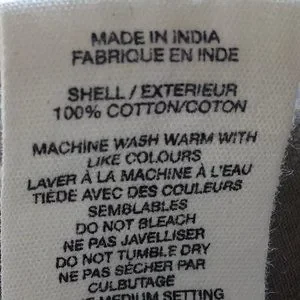 MADE IN INDIA
FABRIQUE EN INDE
SHELL / EXTERIEUR
100% COTTON/COTON
MACHINE WASH WARM WITH
LIKE COLOURS
LAVER À LA MACHINE À L'EAU
TIÈDE AVEC DES COULEURS
SEMBLABLES
DO NOT BLEACH
NE PAS JAVELLISER
DO NOT TUMBLE DRY
NE PAS SÉCHER PAR
CULBUTAGE
MEDIUM SETTING